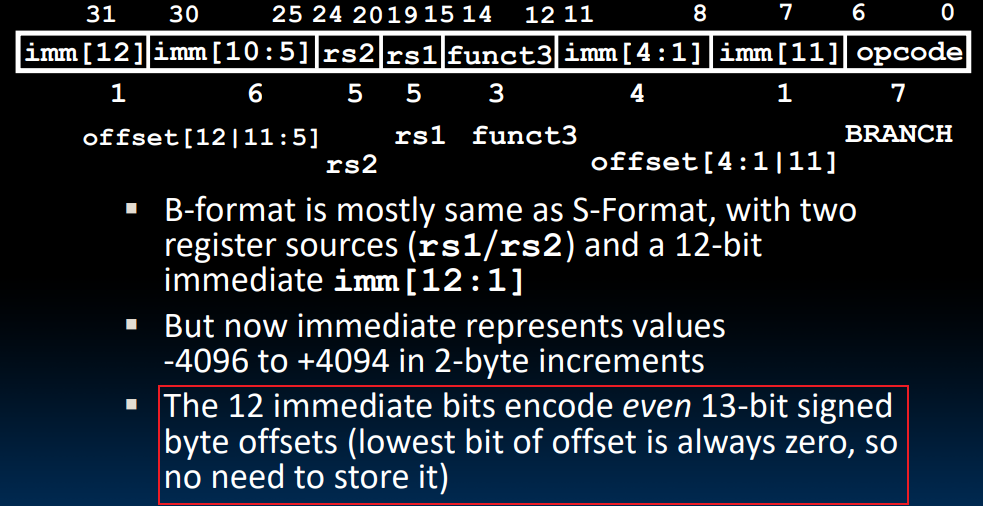 31 30 25 24 20 19 15 14 12 11 8 7 6 0
imm[12] imm[10:5] rs2 rs1 funct3 imm[4:1] imm[11] opcode
1 6 5 5 3 4 1 7
offset[12|11:5] rs2 rs1 funct3 offset[4:1|11] BRANCH
▪ B-format is mostly same as S-Format, with two
register sources (rs1/rs2) and a 12-bit
immediate imm[12:1]
▪ But now immediate represents values
-4096 to +4094 in 2-byte increments
▪ The 12 immediate bits encode even 13-bit signed
byte offsets (lowest bit of offset is always zero, so
no need to store it)